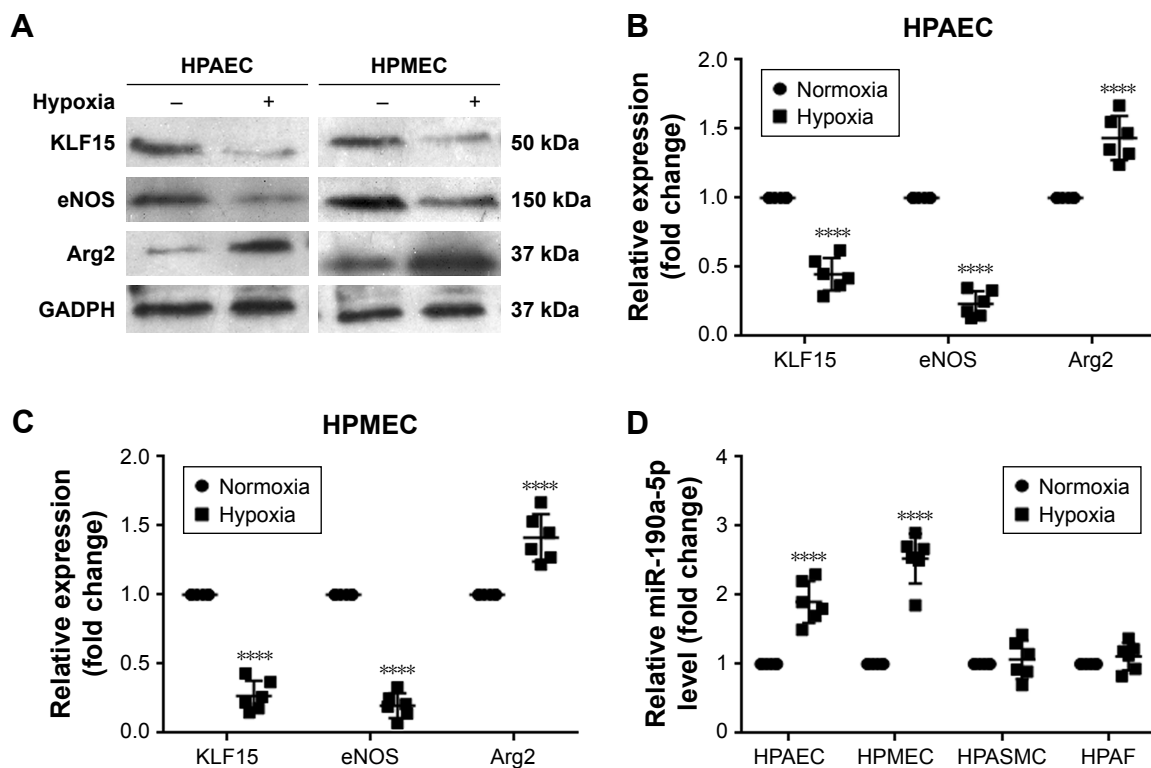 A
HPAEC HPMEC
Hypoxia – + – +
KLF15 50 kDa
eNOS 150 kDa
Arg2 37 kDa
GADPH 37 kDa
B
HPAEC
Relative expression
(fold change)
2.0
1.5
1.0
0.5
0.0
Normoxia
Hypoxia
****
****
****
KLF15 eNOS Arg2
C
HPMEC
Relative expression
(fold change)
2.0
1.5
1.0
0.5
0.0
Normoxia
Hypoxia
****
****
****
KLF15 eNOS Arg2
D
Relative miR-190a-5p
level (fold change)
4
3
2
1
0
Normoxia
Hypoxia
****
****
HPAEC HPMEC HPASMC HPAF